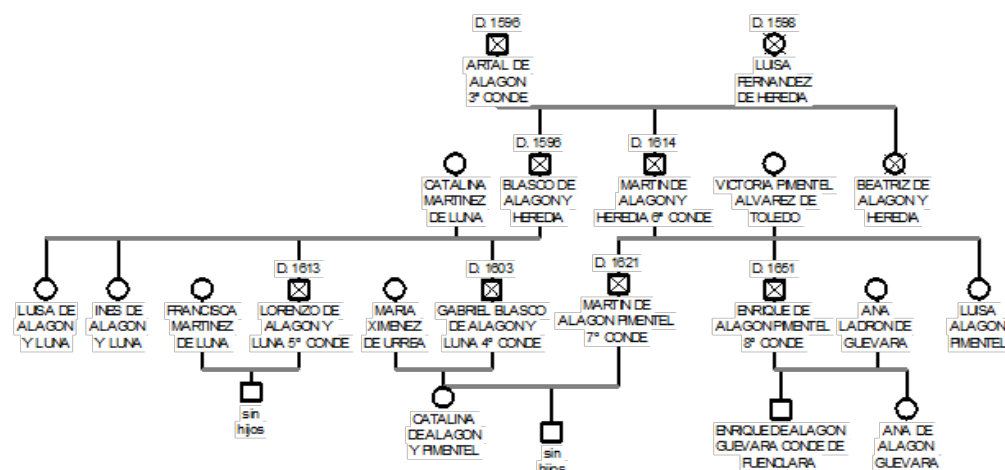 D. 1596
ARTAL DE
ALAGON
3º CONDE
D. 1598
LUISA
FERNANDEZ
DE HEREDIA
CATALINA
MARTINEZ
DE LUNA
D. 1596
BLASCO DE
ALAGON Y
HEREDIA
D. 1614
MARTIN DE
ALAGON Y
HEREDIA 6º CONDE
VICTORIA PIMENTEL
ALVAREZ DE
TOLEDO
BEATRIZ DE
ALAGON Y
HEREDIA
LUISA DE
ALAGON
Y LUNA
INES DE
ALAGON
Y LUNA
FRANCISCA
MARTINEZ
DE LUNA
D. 1613
LORENZO DE
ALAGON Y
LUNA 5º CONDE
MARIA
XIMENEZ
DE URREA
D. 1603
GABRIEL BLASCO
DE ALAGON Y
LUNA 4º CONDE
D. 1621
MARTIN DE
ALAGON PIMENTEL
7º CONDE
D. 1651
ENRIQUE DE
ALAGON PIMENTEL
8º CONDE
ANA
LADRON DE
GUEVARA
LUISA
ALAGON
PIMENTEL
sin
hijos
CATALINA
DE ALAGON
Y PIMENTEL
sin
hijos
ENRIQUE DE ALAGON
GUEVARA CONDE DE
FUENCLARA
ANA DE
ALAGON
GUEVARA